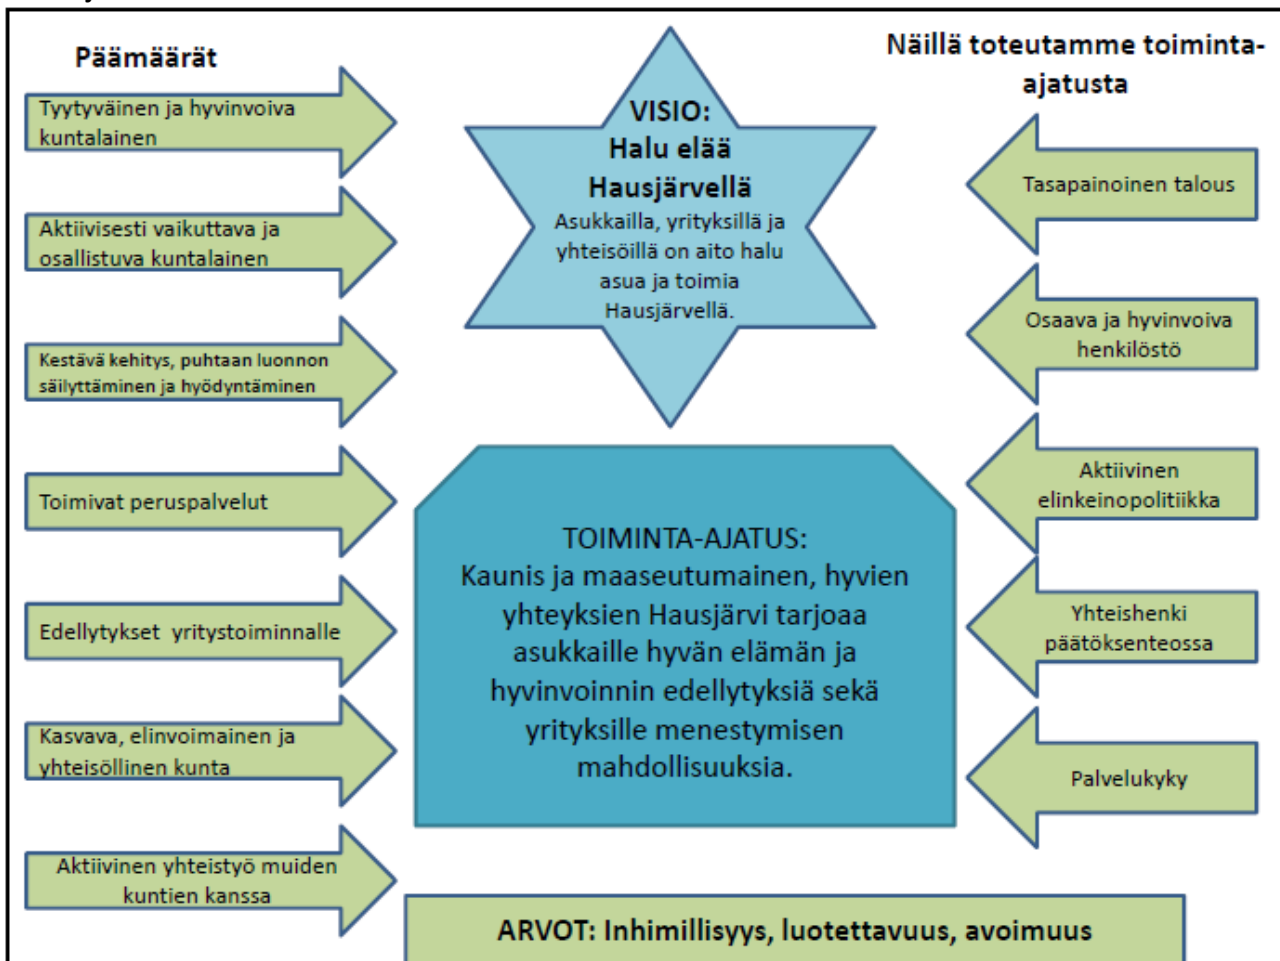 Päämäärät
Tyytyväinen ja hyvinvoiva
kuntalainen
Aktiivisesti vaikuttava ja
osallistuva kuntalainen
Kestävä kehitys, puhtaan luonnon
säilyttäminen ja hyödyntäminen
Toimivat peruspalvelut
Edellytykset yritystoiminnalle
Kasvava, elinvoimainen ja
yhteisöllinen kunta
Aktiivinen yhteistyö muiden
kuntien kanssa
VISIO:
Halu elää
Hausjärvellä
Asukkailla, yrityksillä ja
yhteisöillä on aito halu
asua ja toimia
Hausjärvellä.
TOIMINTA-AJATUS:
Kaunis ja maaseutumainen, hyvien
yhteyksien Hausjärvi tarjoaa
asukkaille hyvän elämän ja
hyvinvoinnin edellytyksiä sekä
yrityksille menestymisen
mahdollisuuksia.
Näillä toteutamme toiminta-
ajatusta
Tasapainoinen talous
Osaava ja hyvinvoiva
henkilöstö
Aktiivinen
elinkeinopolitiikka
Yhteishenki
päätöksenteossa
Palvelukyky
ARVOT: Inhimillisyys, luotettavuus, avoimuus